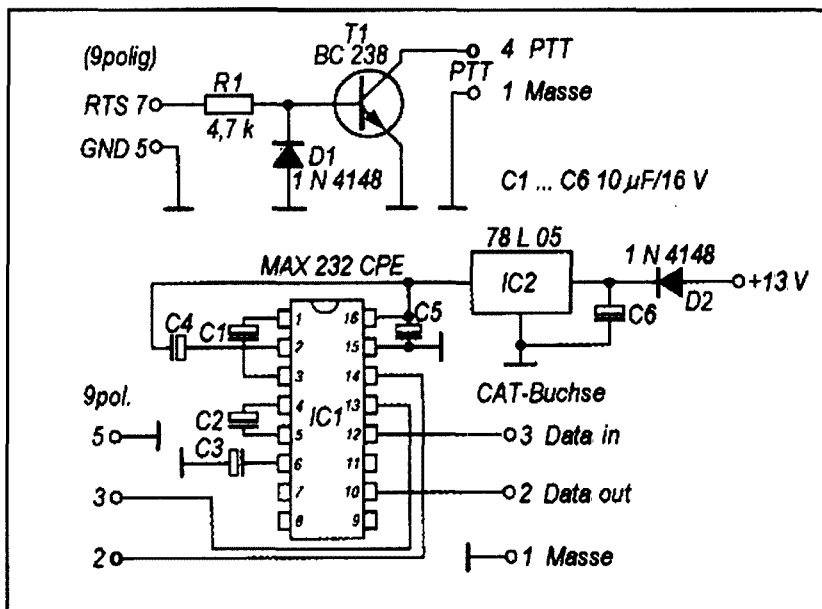 T1
BC 238
4 PTT
PTT
1 Masse
(9polig)
R1
RTS 7
4,7 k
GND 5
D1
1 N 4148
C1 ... C6 10 µF/16 V
78 L 05
1 N 4148
MAX 232 CPE
IC2
+13 V
D2
C6
C5
C4
C1
1
2
3
4
5
6
7
8
IC1
16
15
14
13
12
11
10
9
C2
C3
9pol.
5
3
2
CAT-Buchse
3 Data in
2 Data out
1 Masse